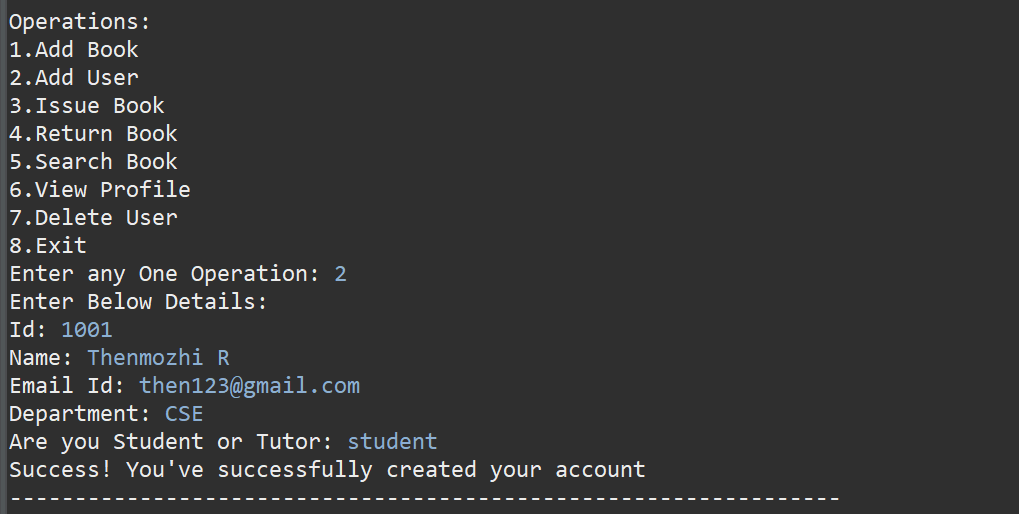 Operations:
1.Add Book
2.Add User
3.Issue Book
4.Return Book
5.Search Book
6.View Profile
7.Delete User
8.Exit
Enter any One Operation: 2
Enter Below Details:
Id: 1001
Name: Thenmozhi R
Email Id: then123@gmail.com
Department: CSE
Are you Student or Tutor: student
Success! You've successfully created your account
----------------------------------------------------------------